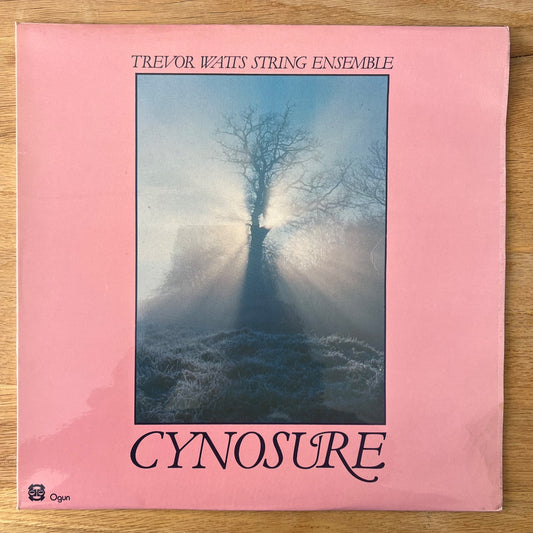 TREVOR WATTS STRING ENSEMBLE
CYNOSURE
Ogun